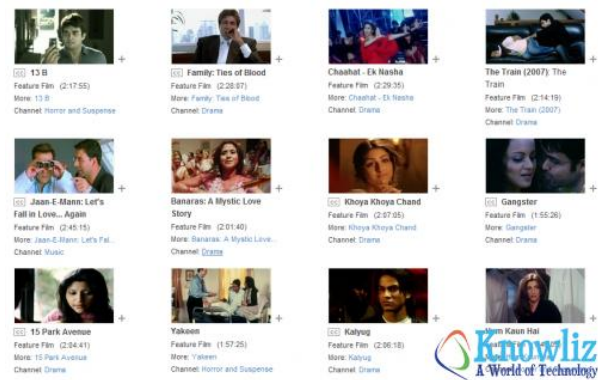 cc 13 B
Feature Film (2:17:55)
More: 13 B
Channel: Horror and Suspense
cc Family: Ties of Blood
Feature Film (2:28:07)
More: Family: Ties of Blood
Channel: Drama
Chaahat - Ek Nasha
Feature Film (2:29:35)
More: Chaahat - Ek Nasha
Channel: Drama
The Train (2007): The
Train
Feature Film (2:14:19)
More: The Train (2007)
Channel: Drama
cc Jaan-E-Mann: Let's
Fall in Love... Again
Feature Film (2:45:15)
More: Jaan-E-Mann: Let's Fal...
Channel: Music
Banaras: A Mystic Love
Story
Feature Film (2:01:40)
More: Banaras: A Mystic Love...
Channel: Drama
cc Khoya Khoya Chand
Feature Film (2:07:05)
More: Khoya Khoya Chand
Channel: Drama
cc Gangster
Feature Film (1:55:26)
More: Gangster
Channel: Drama
cc 15 Park Avenue
Feature Film (2:04:41)
More: 15 Park Avenue
Channel: Drama
Yakeen
Feature Film (1:57:25)
More: Yakeen
Channel: Horror and Suspense
cc Kalyug
Feature Film (2:06:18)
More: Kalyug
Channel: Drama
Kaun Hai
Knowliz
A World of Technology